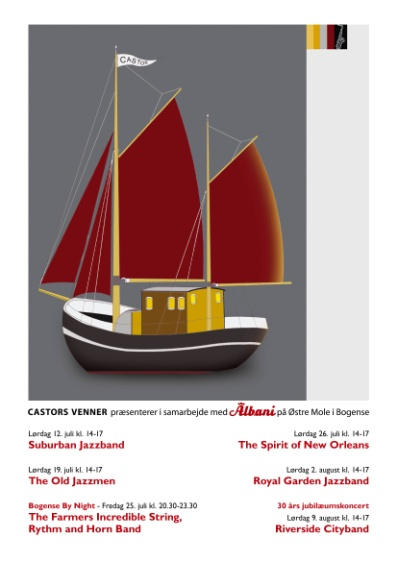 CASTOR
CASTORS VENNER præsenterer i samarbejde med Albani på Østre Mole i Bogense
Lørdag 12. juli kl. 14-17
Suburban Jazzband
Lørdag 19. juli kl. 14-17
The Old Jazzmen
Bogense By Night - Fredag 25. juli kl. 20.30-23.30
The Farmers Incredible String,
Rythm and Horn Band
Lørdag 26. juli kl. 14-17
The Spirit of New Orleans
Lørdag 2. august kl. 14-17
Royal Garden Jazzband
30 års jubilæumskoncert
Lørdag 9. august kl. 14-17
Riverside Cityband